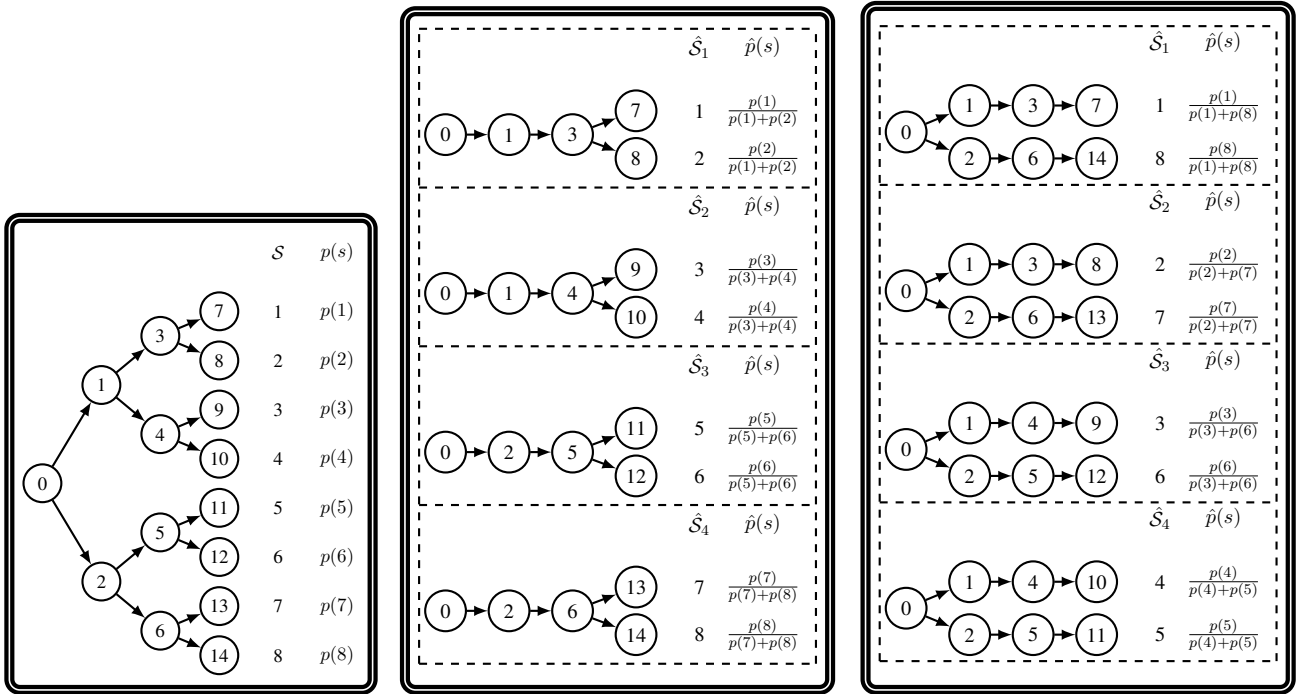 𝒮 p(s)
7 1 p(1)
3
8 2 p(2)
1
9 3 p(3)
4
10 4 p(4)
0
11 5 p(5)
5
12 6 p(6)
2
13 7 p(7)
6
14 8 p(8)
𝒮̂₁ p̂(s)
7 1 p(1)/(p(1)+p(2))
0 1 3
8 2 p(2)/(p(1)+p(2))
𝒮̂₂ p̂(s)
9 3 p(3)/(p(3)+p(4))
0 1 4
10 4 p(4)/(p(3)+p(4))
𝒮̂₃ p̂(s)
11 5 p(5)/(p(5)+p(6))
0 2 5
12 6 p(6)/(p(5)+p(6))
𝒮̂₄ p̂(s)
13 7 p(7)/(p(7)+p(8))
0 2 6
14 8 p(8)/(p(7)+p(8))
𝒮̂₁ p̂(s)
1 3 7 1 p(1)/(p(1)+p(8))
0
2 6 14 8 p(8)/(p(1)+p(8))
𝒮̂₂ p̂(s)
1 3 8 2 p(2)/(p(2)+p(7))
0
2 6 13 7 p(7)/(p(2)+p(7))
𝒮̂₃ p̂(s)
1 4 9 3 p(3)/(p(3)+p(6))
0
2 5 12 6 p(6)/(p(3)+p(6))
𝒮̂₄ p̂(s)
1 4 10 4 p(4)/(p(4)+p(5))
0
2 5 11 5 p(5)/(p(4)+p(5))